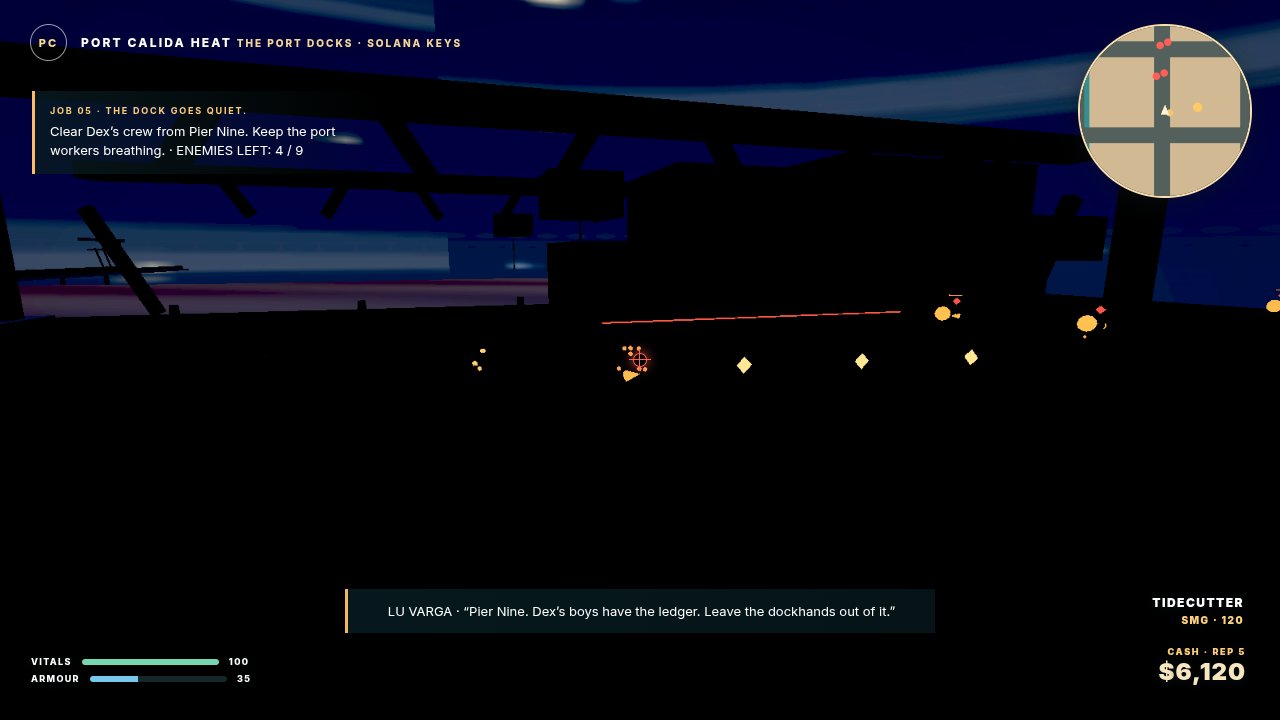 PC PORT CALIDA HEAT THE PORT DOCKS · SOLANA KEYS
JOB 05 · THE DOCK GOES QUIET.
Clear Dex’s crew from Pier Nine. Keep the port
workers breathing. · ENEMIES LEFT: 4 / 9
LU VARGA · “Pier Nine. Dex’s boys have the ledger. Leave the dockhands out of it.”
VITALS 100
ARMOUR 35
TIDECUTTER
SMG · 120
CASH · REP 5
$6,120